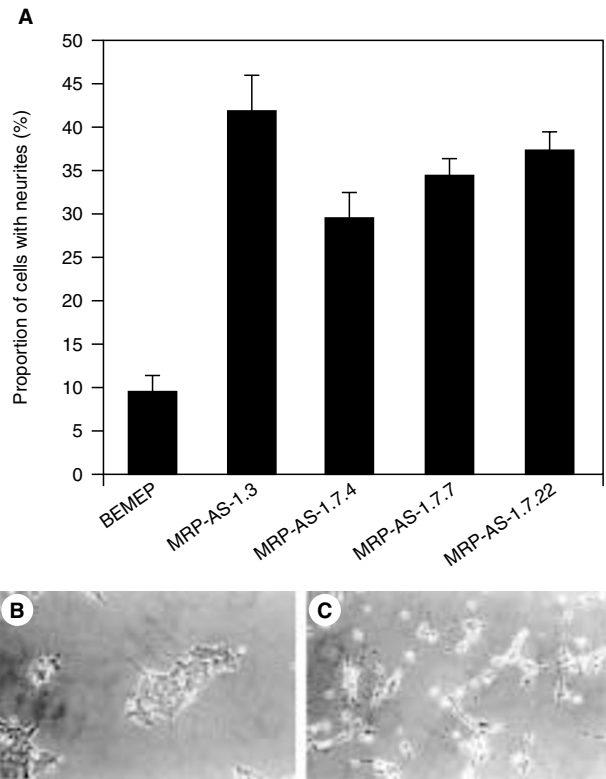 A
Proportion of cells with neurites (%)
50
45
40
35
30
25
20
15
10
5
0
BEMEP
MRP-AS-1.3
MRP-AS-1.7.4
MRP-AS-1.7.7
MRP-AS-1.7.22
B
C